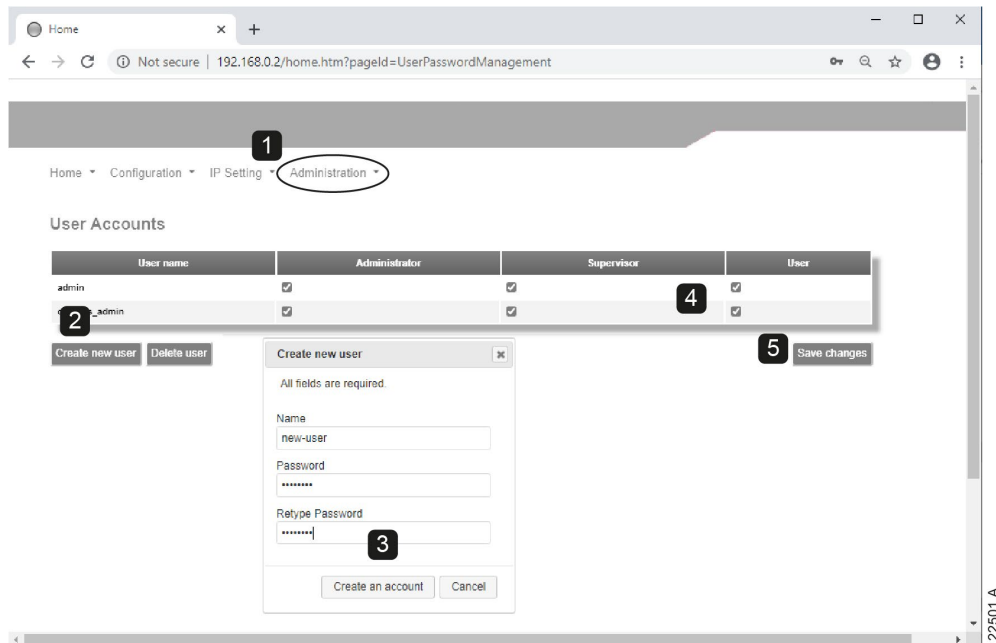 Home
Not secure | 192.168.0.2/home.htm?pageId=UserPasswordManagement
1
Home Configuration IP Setting Administration
User Accounts
User name Administrator Supervisor User
admin
4
_admin
2
Create new user Delete user
5 Save changes
Create new user
All fields are required.
Name
new-user
Password
••••••••
Retype Password
••••••••
3
Create an account Cancel
22501 A